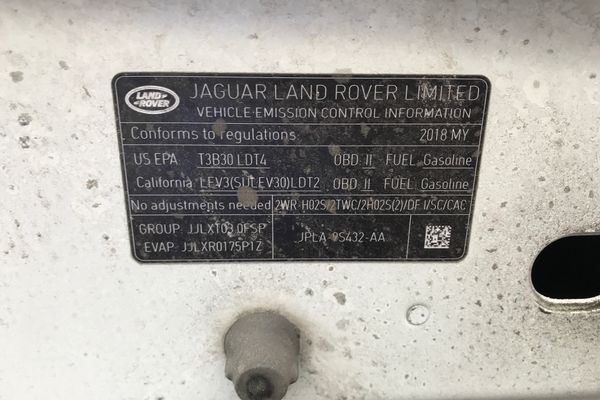 LAND ROVER
JAGUAR LAND ROVER LIMITED
VEHICLE EMISSION CONTROL INFORMATION
Conforms to regulations: 2018 MY
US EPA T3B30 LDT4 OBD II FUEL: Gasoline
California: LEV3(SULEV30)LDT2 OBD II FUEL: Gasoline
No adjustments needed 2WR-HO2S/2TWC/2HO2S(2)/DFI/SC/CAC
GROUP: JJLXT03.0FSP
EVAP: JJLXR0175P1Z
JPLA-9S432-AA